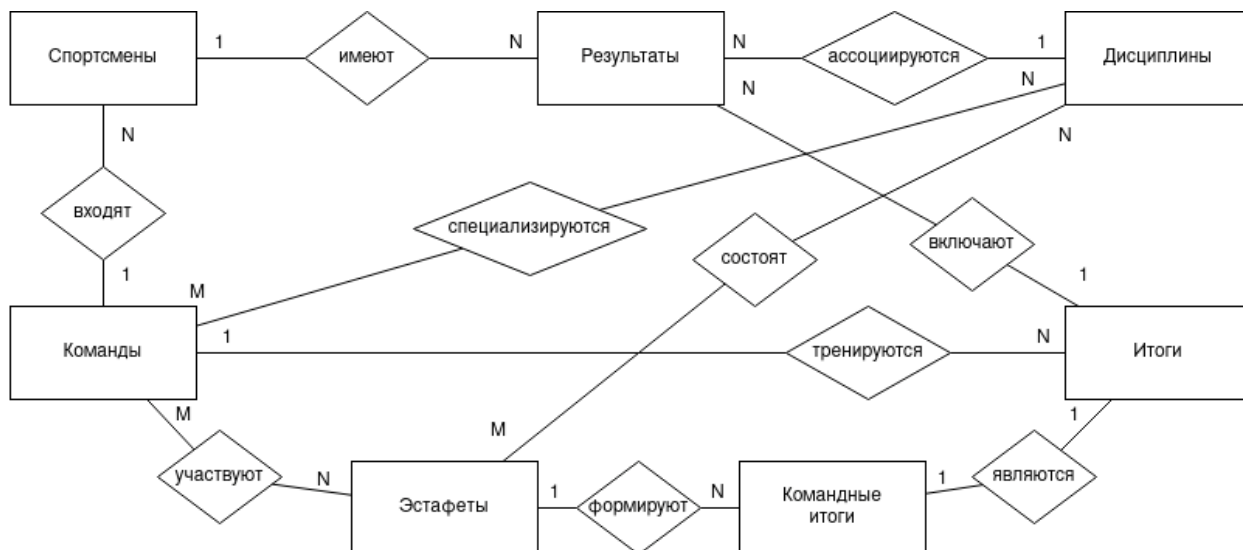 Спортсмены
1
имеют
N
Результаты
N
ассоциируются
1
Дисциплины
N
N
N
N
входят
специализируются
состоят
включают
1
M
1
Команды
1
тренируются
N
Итоги
M
M
1
участвуют
N
Эстафеты
1
формируют
N
Командные
итоги
1
являются